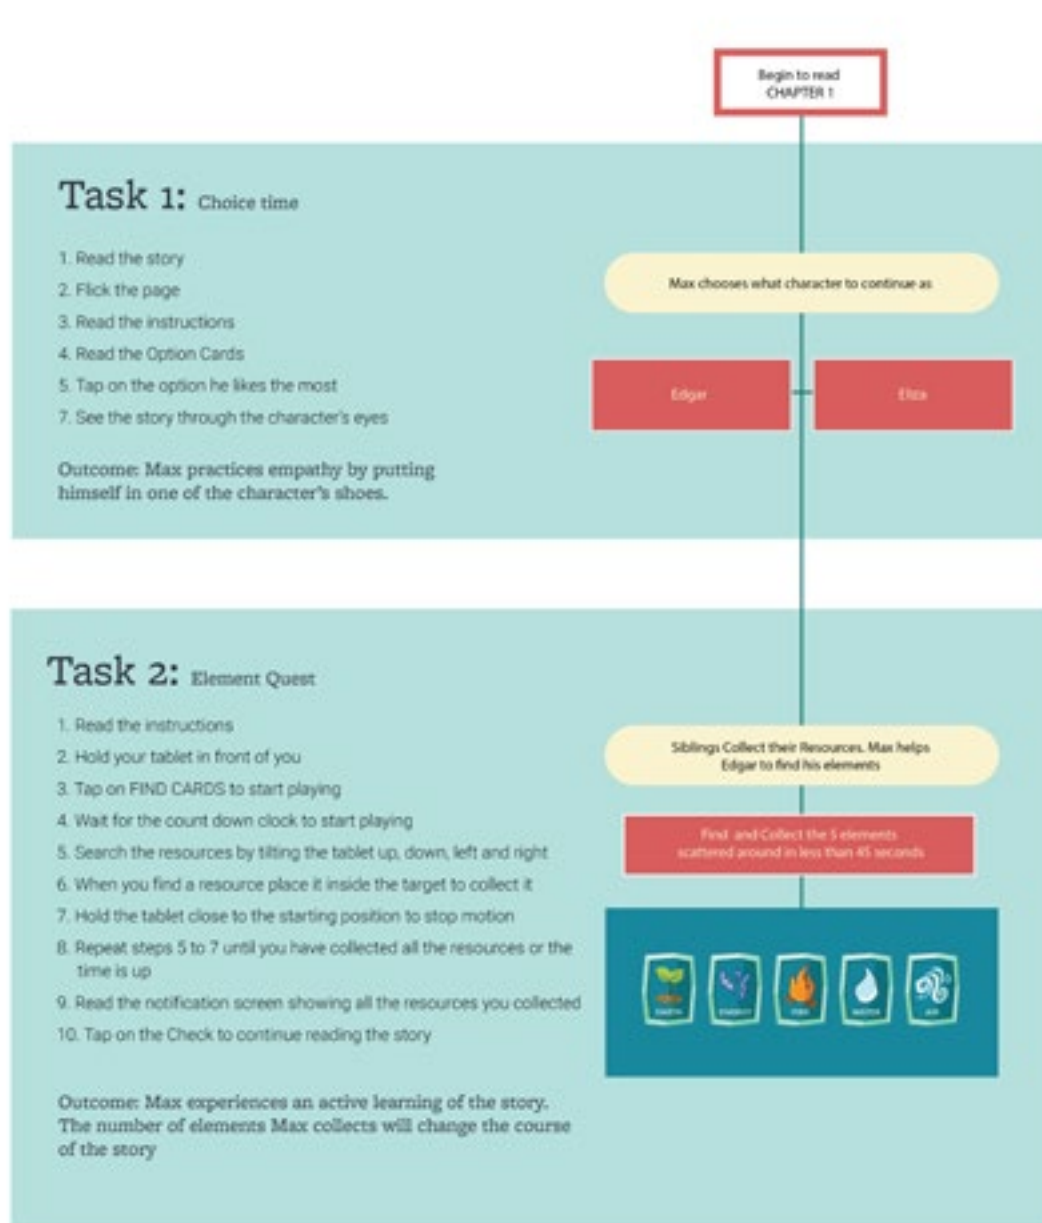 Begin to read
CHAPTER 1
Task 1: Choice time
1. Read the story
2. Flick the page
3. Read the instructions
4. Read the Option Cards
5. Tap on the option he likes the most
7. See the story through the character's eyes
Outcome: Max practices empathy by putting
himself in one of the character's shoes.
Max chooses what character to continue as
Edgar
Eliza
Task 2: Element Quest
1. Read the instructions
2. Hold your tablet in front of you
3. Tap on FIND CARDS to start playing
4. Wait for the count down clock to start playing
5. Search the resources by tilting the tablet up, down, left and right
6. When you find a resource place it inside the target to collect it
7. Hold the tablet close to the starting position to stop motion
8. Repeat steps 5 to 7 until you have collected all the resources or the
time is up
9. Read the notification screen showing all the resources you collected
10. Tap on the Check to continue reading the story
Outcome: Max experiences an active learning of the story.
The number of elements Max collects will change the course
of the story
Siblings Collect their Resources. Max helps
Edgar to find his elements
Find and Collect the 5 elements
scattered around in less than 45 seconds
EARTH
ENERGY
FIRE
WATER
AIR